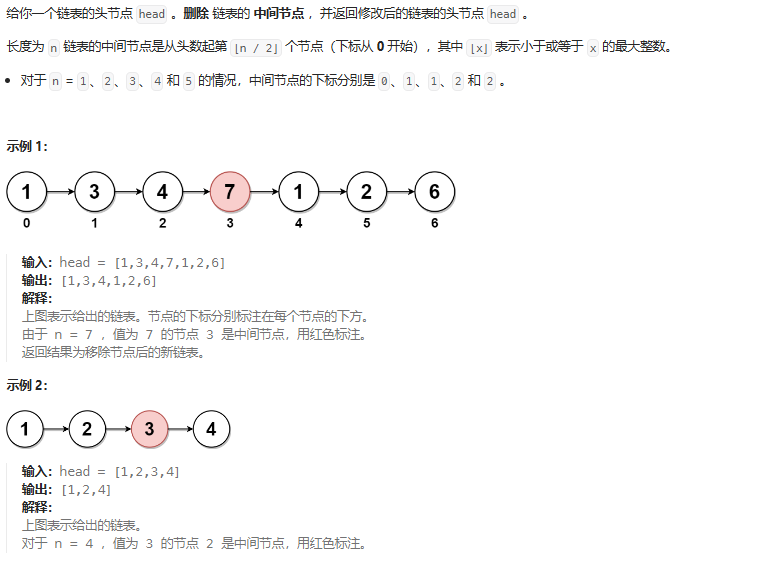 给你一个链表的头节点 head 。删除 链表的 中间节点 ，并返回修改后的链表的头节点 head 。
长度为 n 链表的中间节点是从头数起第 ⌊n / 2⌋ 个节点（下标从 0 开始），其中 ⌊x⌋ 表示小于或等于 x 的最大整数。
• 对于 n = 1、2、3、4 和 5 的情况，中间节点的下标分别是 0、1、1、2 和 2 。
示例 1：
1 3 4 7 1 2 6
0 1 2 3 4 5 6
输入：head = [1,3,4,7,1,2,6]
输出：[1,3,4,1,2,6]
解释：
上图表示给出的链表。节点的下标分别标注在每个节点的下方。
由于 n = 7 ，值为 7 的节点 3 是中间节点，用红色标注。
返回结果为移除节点后的新链表。
示例 2：
1 2 3 4
输入：head = [1,2,3,4]
输出：[1,2,4]
解释：
上图表示给出的链表。
对于 n = 4 ，值为 3 的节点 2 是中间节点，用红色标注。